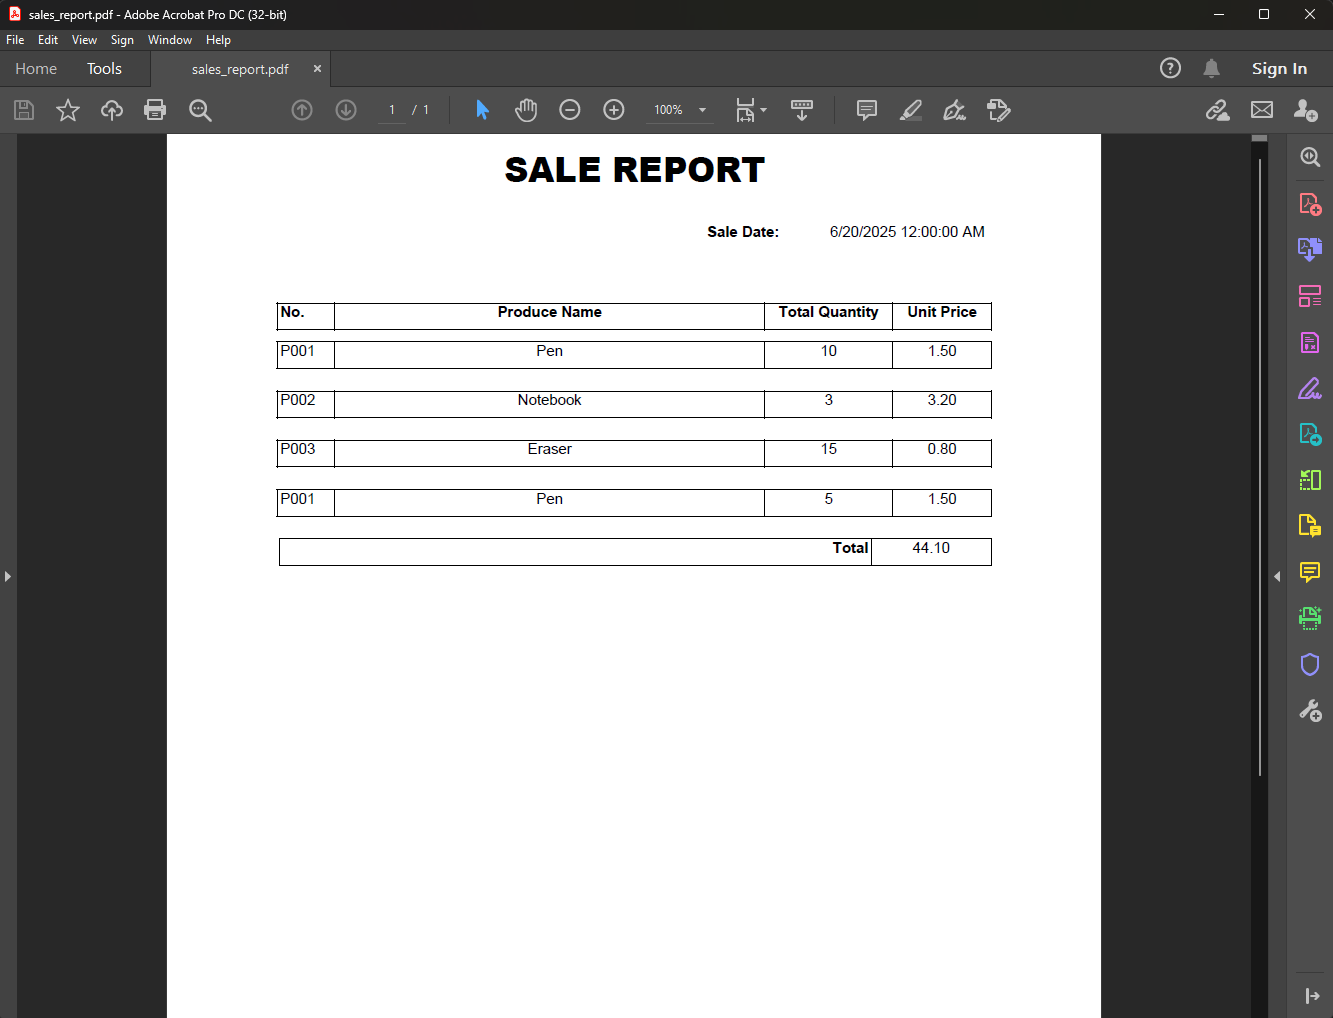 sales_report.pdf - Adobe Acrobat Pro DC (32-bit)
File Edit View Sign Window Help
Home Tools sales_report.pdf × Sign In
1 / 1 100%
SALE REPORT
Sale Date: 6/20/2025 12:00:00 AM
No. Produce Name Total Quantity Unit Price
P001 Pen 10 1.50
P002 Notebook 3 3.20
P003 Eraser 15 0.80
P001 Pen 5 1.50
Total 44.10